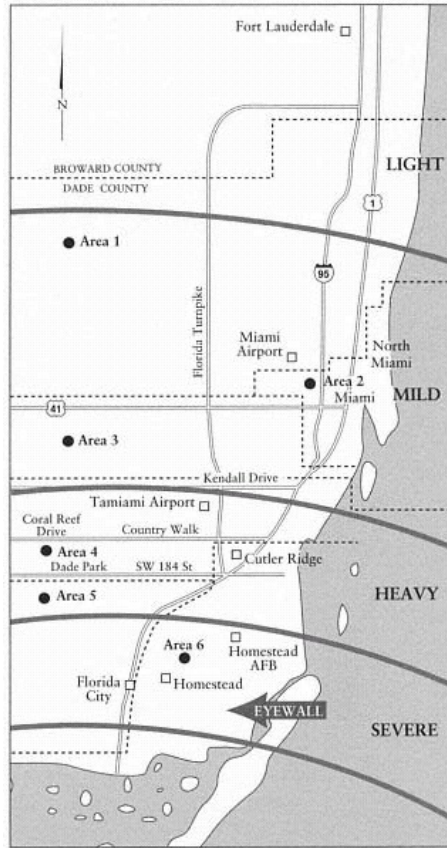 Fort Lauderdale
N
BROWARD COUNTY
DADE COUNTY
LIGHT
1
Area 1
95
Florida Turnpike
Miami
Airport
North
Miami
Area 2
Miami
MILD
41
Area 3
Kendall Drive
Tamiami Airport
Coral Reef
Drive
Country Walk
Area 4
Cutler Ridge
Dade Park
SW 184 St
Area 5
HEAVY
Area 6
Homestead
AFB
Florida
City
Homestead
EYEWALL
SEVERE